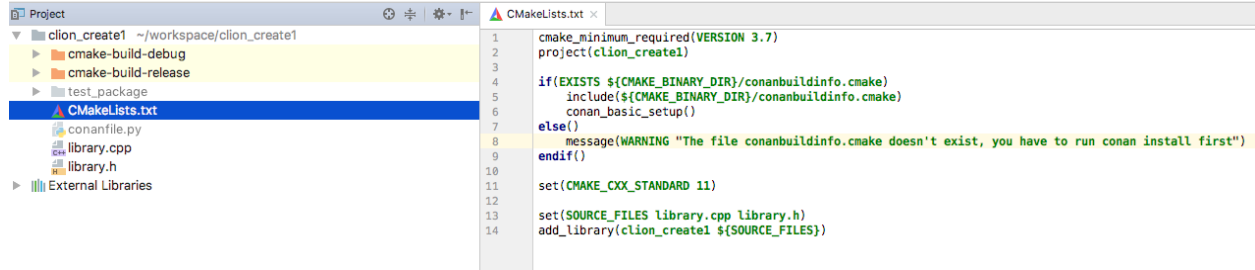 Project
clion_create1 ~/workspace/clion_create1
cmake-build-debug
cmake-build-release
test_package
CMakeLists.txt
conanfile.py
library.cpp
library.h
External Libraries
CMakeLists.txt
1 cmake_minimum_required(VERSION 3.7)
2 project(clion_create1)
3
4 if(EXISTS ${CMAKE_BINARY_DIR}/conanbuildinfo.cmake)
5 include(${CMAKE_BINARY_DIR}/conanbuildinfo.cmake)
6 conan_basic_setup()
7 else()
8 message(WARNING "The file conanbuildinfo.cmake doesn't exist, you have to run conan install first")
9 endif()
10
11 set(CMAKE_CXX_STANDARD 11)
12
13 set(SOURCE_FILES library.cpp library.h)
14 add_library(clion_create1 ${SOURCE_FILES})